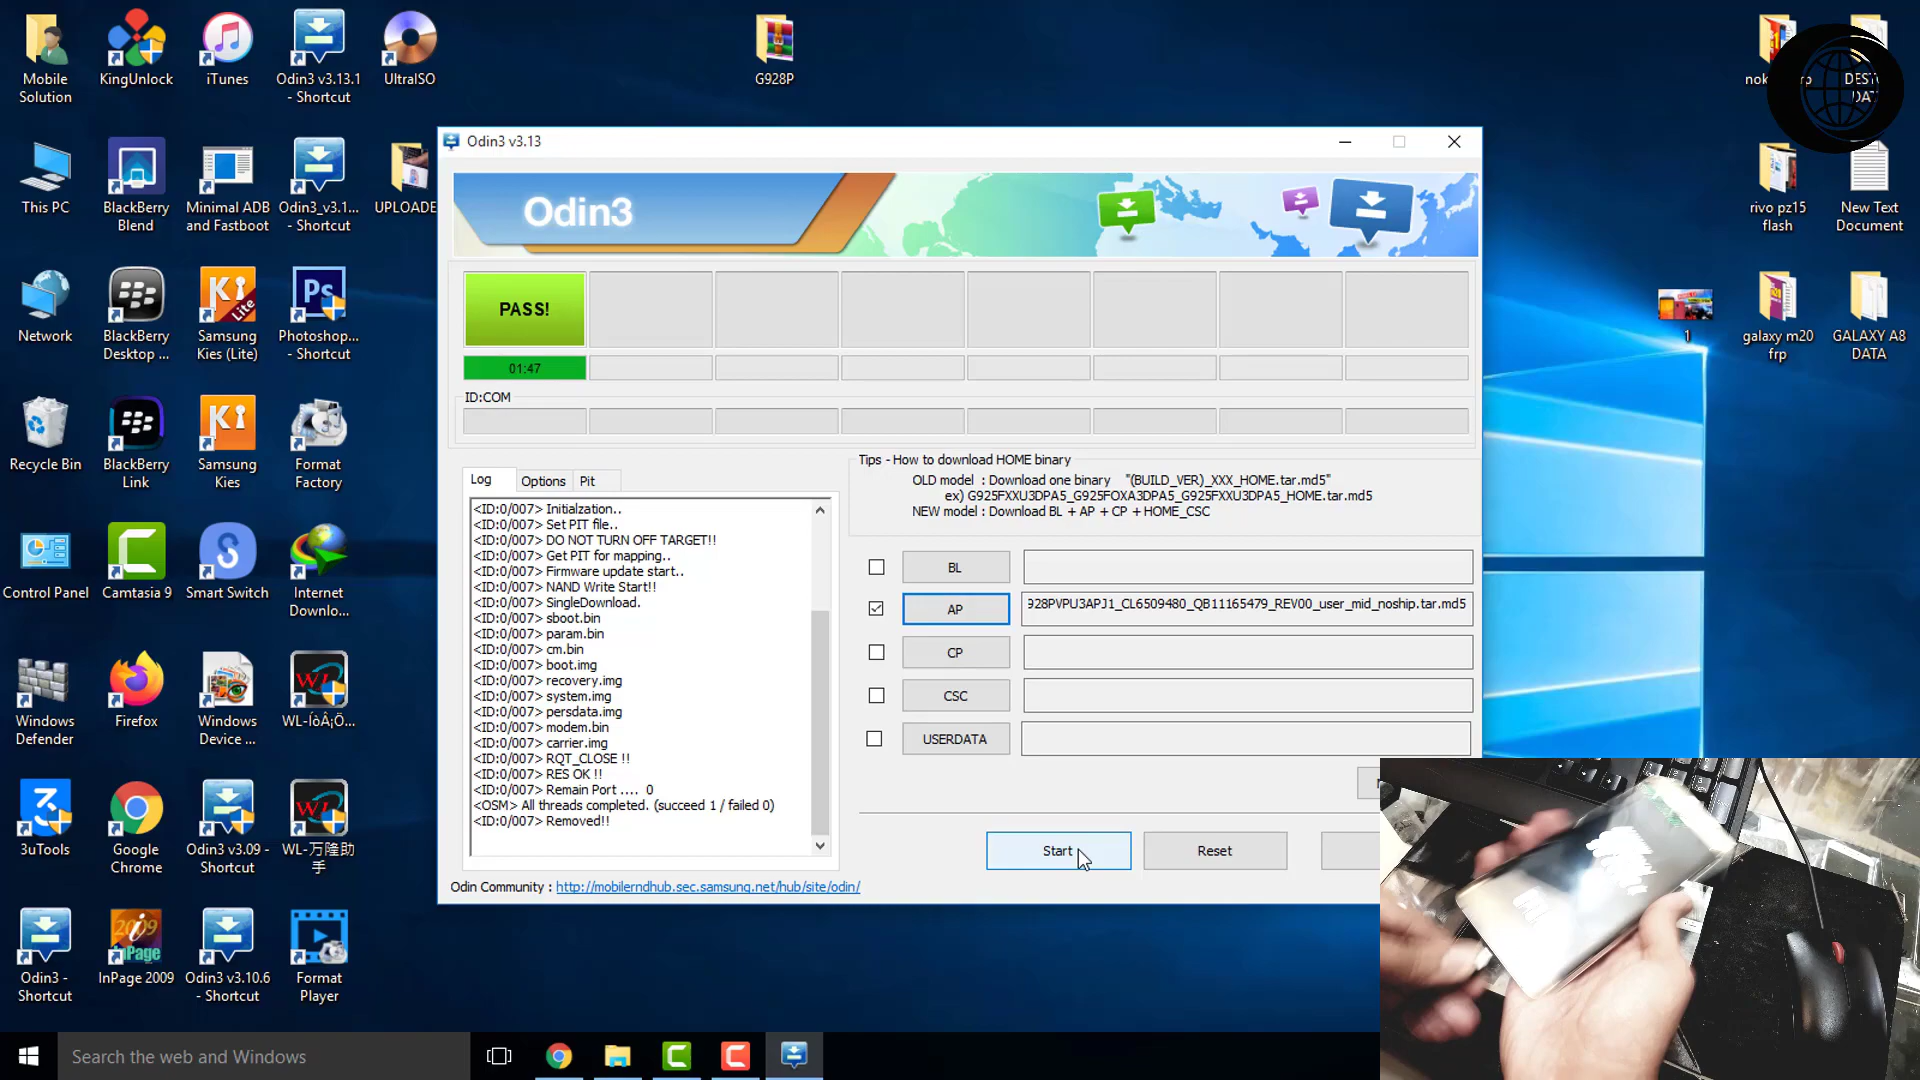 Mobile
Solution
KingUnlock
iTunes
Odin3 v3.13.1
- Shortcut
UltraISO
G928P
This PC
BlackBerry
Blend
Minimal ADB
and Fastboot
Odin3_v3.1...
- Shortcut
UPLOADE
rivo pz15
flash
New Text
Document
Network
BlackBerry
Desktop ...
Samsung
Kies (Lite)
Photoshop...
- Shortcut
1
galaxy m20
frp
GALAXY A8
DATA
Recycle Bin
BlackBerry
Link
Samsung
Kies
Format
Factory
Control Panel
Camtasia 9
Smart Switch
Internet
Downlo...
Windows
Defender
Firefox
Windows
Device ...
3uTools
Google
Chrome
Odin3 v3.09 -
Shortcut
WL-万隆助
手
Odin3 -
Shortcut
InPage 2009
Odin3 v3.10.6
- Shortcut
Format
Player
Odin3 v3.13
Odin3
PASS!
01:47
ID:COM
Log
Options
Pit
<ID:0/007> Initialzation..
<ID:0/007> Set PIT file..
<ID:0/007> DO NOT TURN OFF TARGET!!
<ID:0/007> Get PIT for mapping..
<ID:0/007> Firmware update start..
<ID:0/007> NAND Write Start!!
<ID:0/007> SingleDownload.
<ID:0/007> sboot.bin
<ID:0/007> param.bin
<ID:0/007> cm.bin
<ID:0/007> boot.img
<ID:0/007> recovery.img
<ID:0/007> system.img
<ID:0/007> persdata.img
<ID:0/007> modem.bin
<ID:0/007> carrier.img
<ID:0/007> RQT_CLOSE !!
<ID:0/007> RES OK !!
<ID:0/007> Remain Port .... 0
<OSM> All threads completed. (succeed 1 / failed 0)
<ID:0/007> Removed!!
Tips - How to download HOME binary
OLD model : Download one binary "(BUILD_VER)_XXX_HOME.tar.md5"
ex) G925FXXU3DPA5_G925FOXA3DPA5_G925FXXU3DPA5_HOME.tar.md5
NEW model : Download BL + AP + CP + HOME_CSC
BL
AP
928PVPU3APJ1_CL6509480_QB11165479_REV00_user_mid_noship.tar.md5
CP
CSC
USERDATA
Start
Reset
Odin Community : http://mobilerndhub.sec.samsung.net/hub/site/odin/
Search the web and Windows